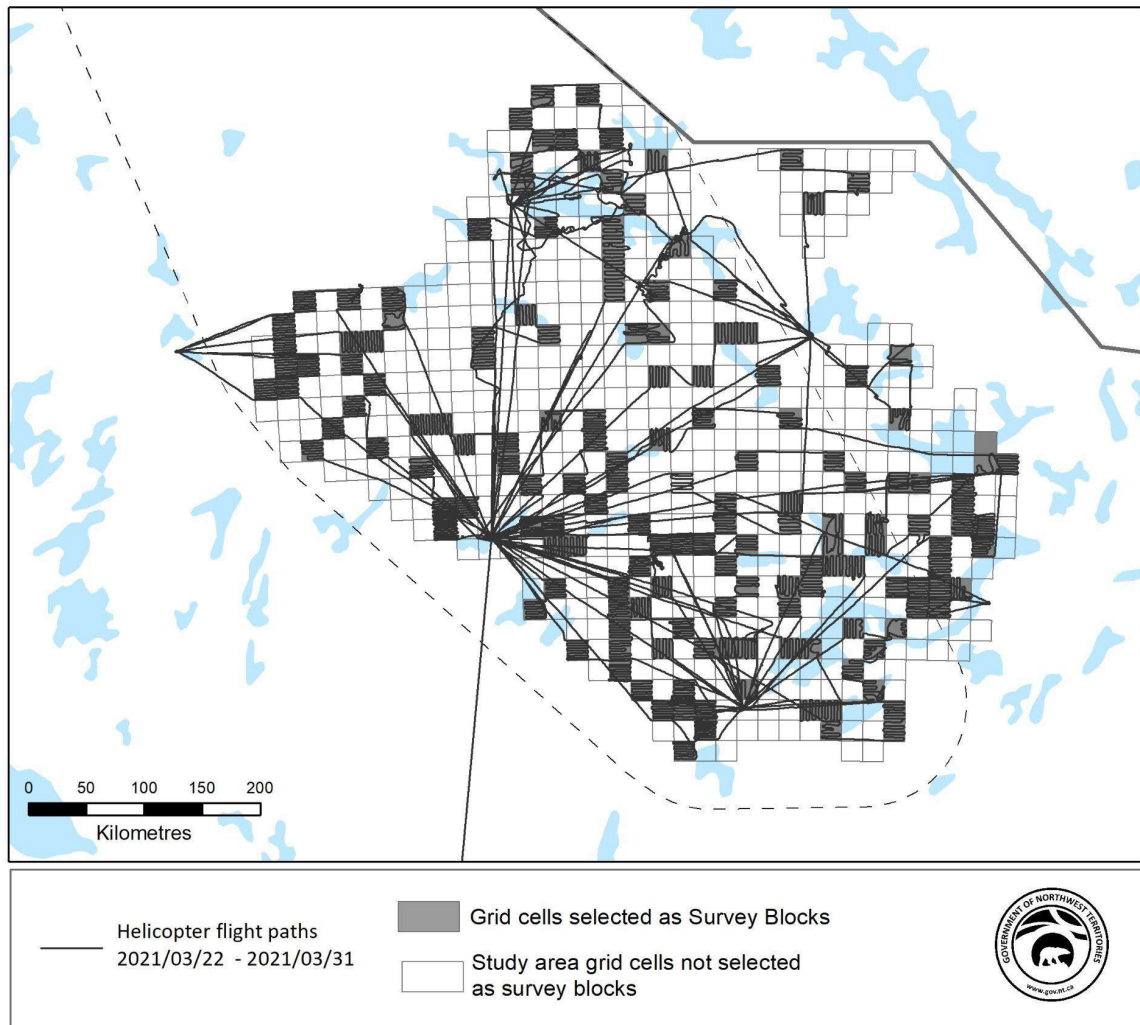 0 50 100 150 200
Kilometres
Helicopter flight paths
2021/03/22 - 2021/03/31
Grid cells selected as Survey Blocks
Study area grid cells not selected
as survey blocks
GOVERNMENT OF NORTHWEST TERRITORIES
www.gov.nt.ca